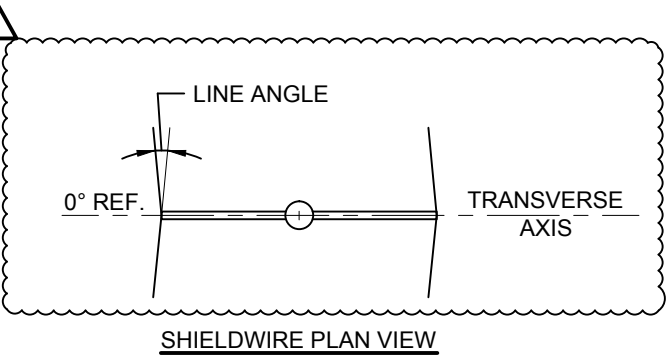 LINE ANGLE
0° REF.
TRANSVERSE
AXIS
SHIELDWIRE PLAN VIEW